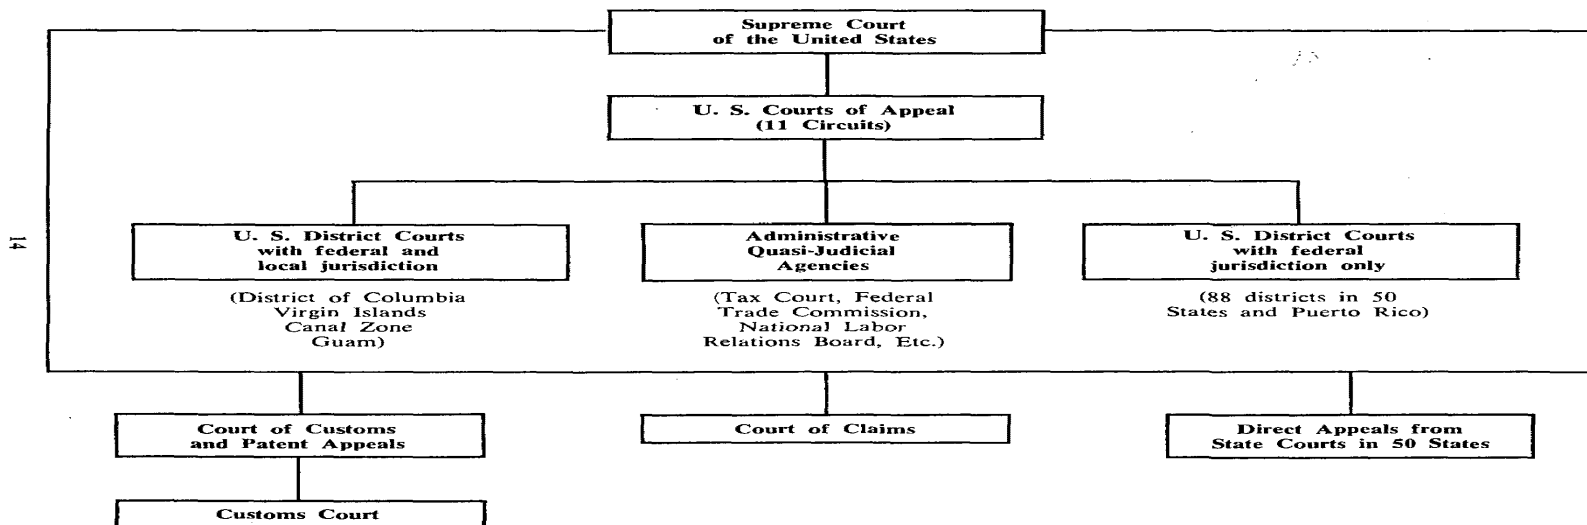 Supreme Court
of the United States
U. S. Courts of Appeal
(11 Circuits)
U. S. District Courts
with federal and
local jurisdiction
Administrative
Quasi-Judicial
Agencies
U. S. District Courts
with federal
jurisdiction only
(District of Columbia
Virgin Islands
Canal Zone
Guam)
(Tax Court, Federal
Trade Commission,
National Labor
Relations Board, Etc.)
(88 districts in 50
States and Puerto Rico)
14
Court of Customs
and Patent Appeals
Court of Claims
Direct Appeals from
State Courts in 50 States
Customs Court